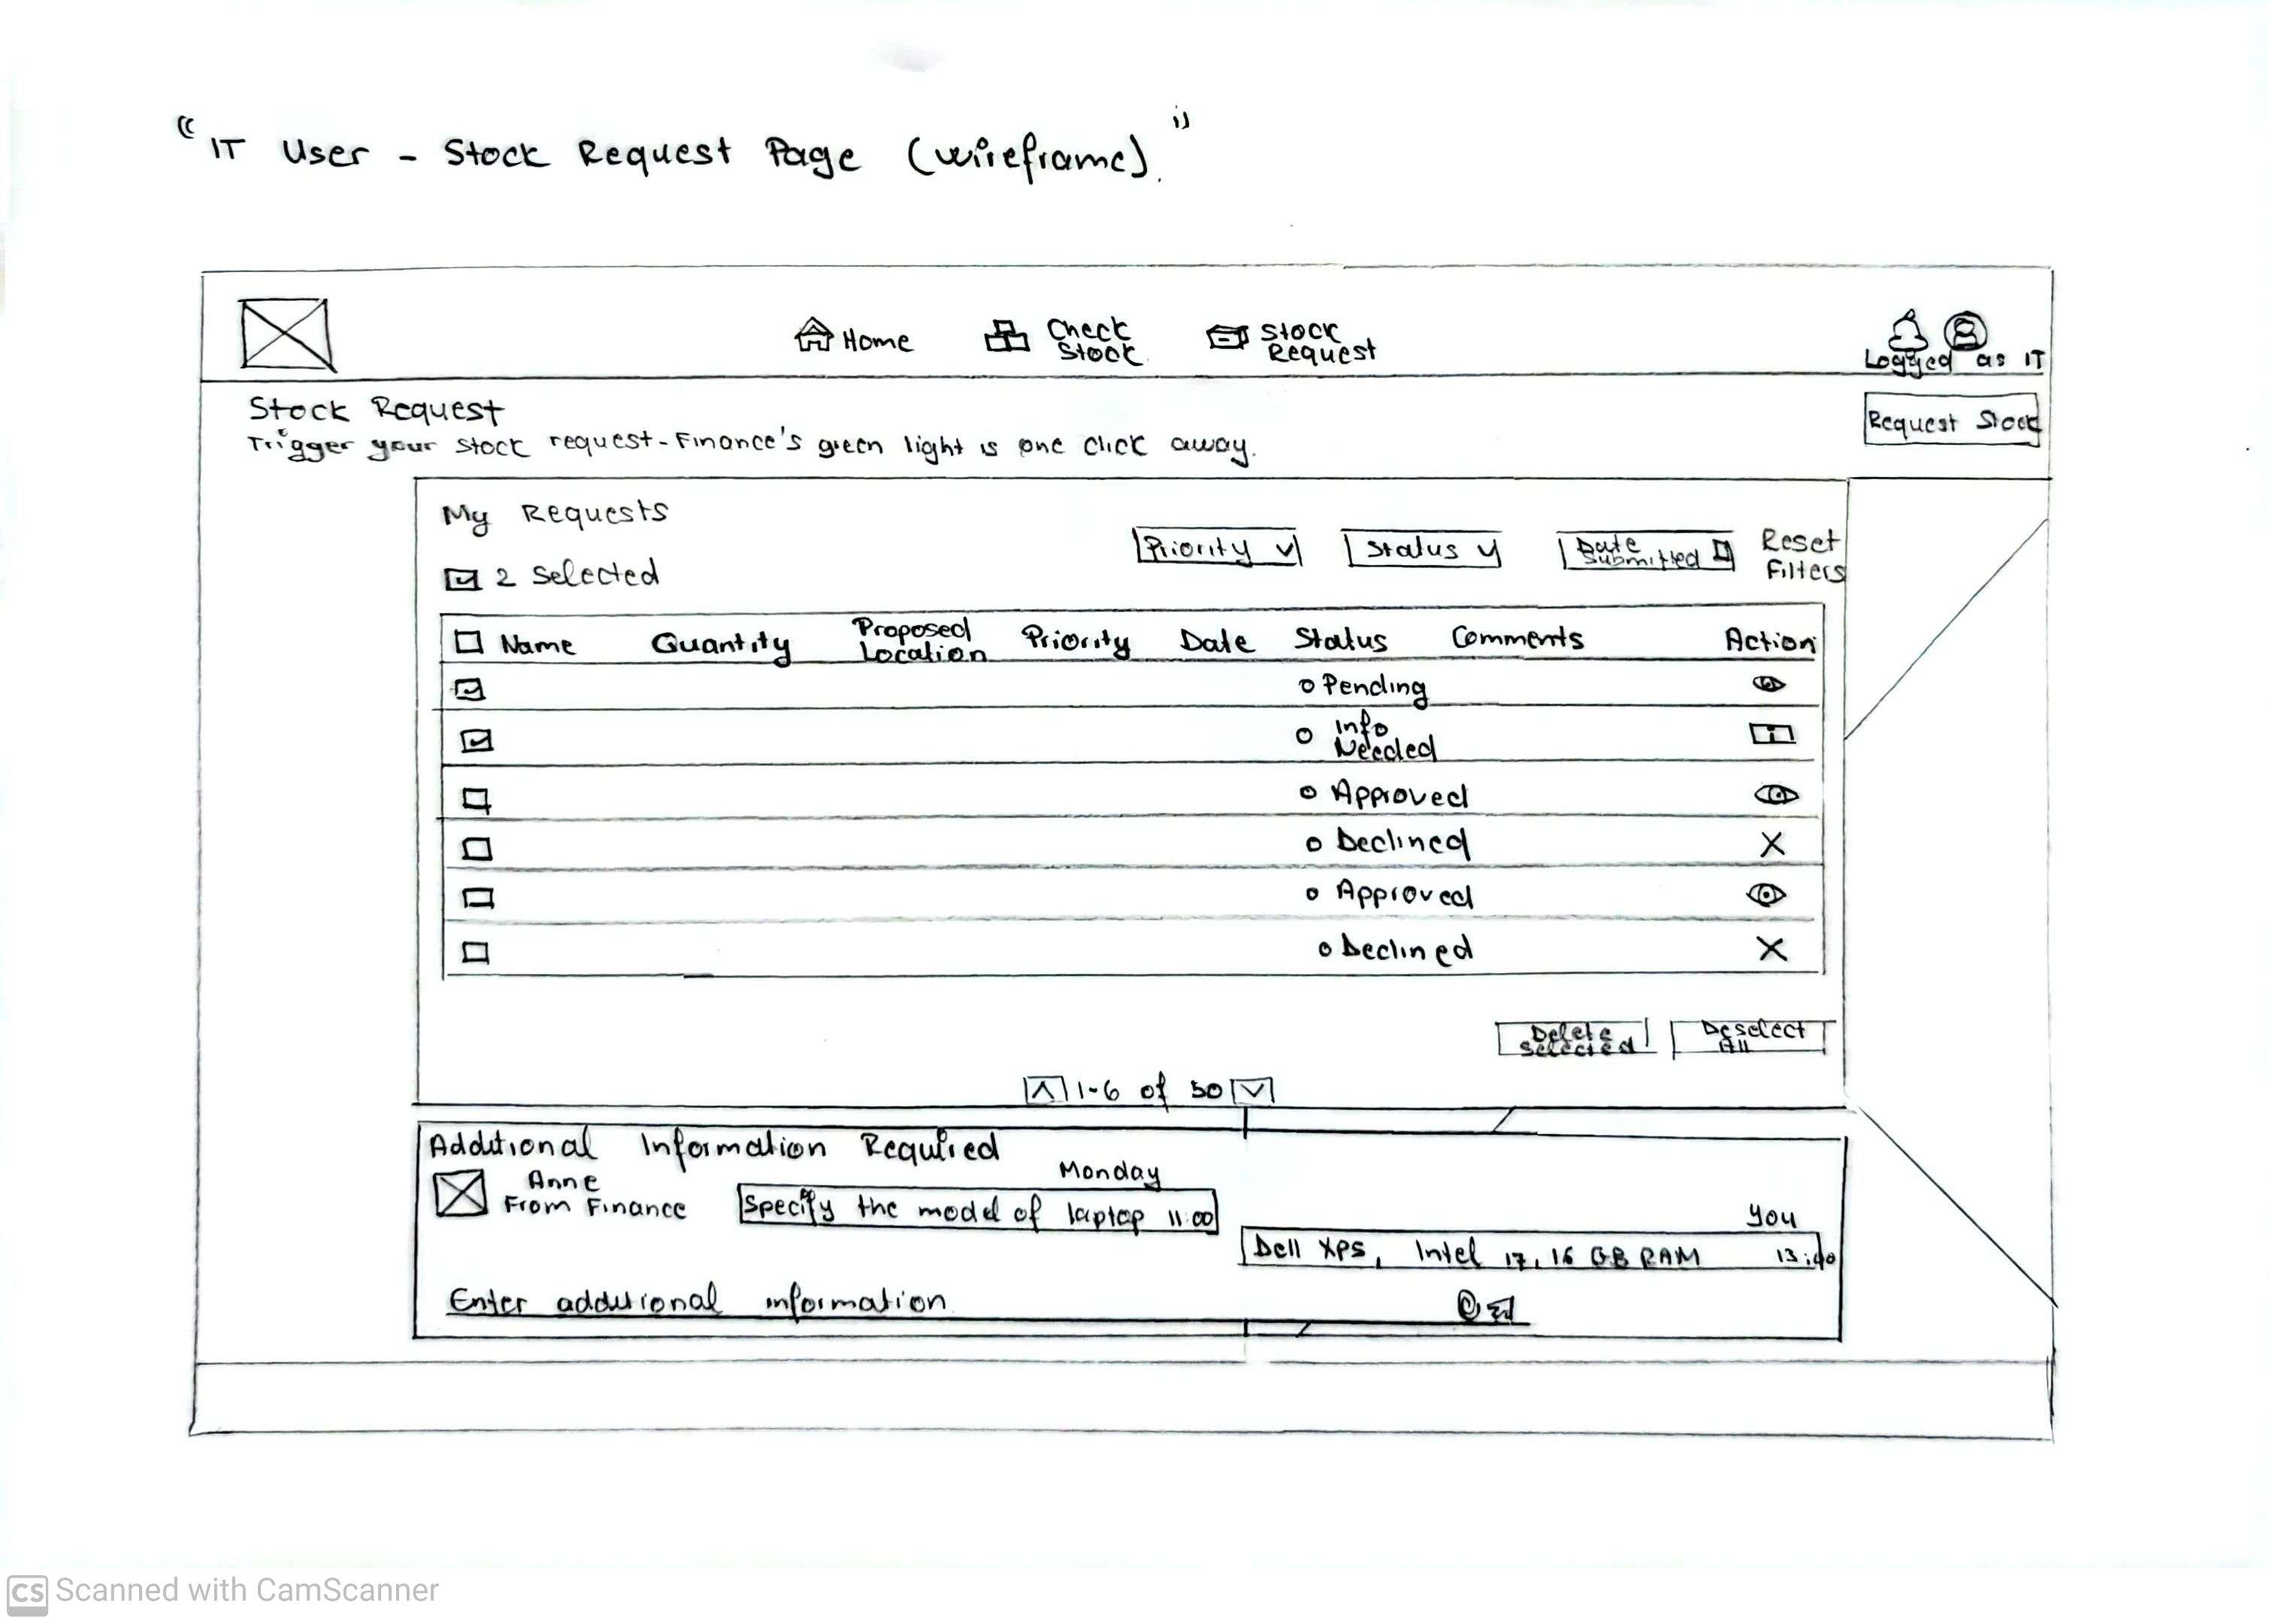 "IT User - Stock Request Page (wireframe)."
Home
Check
Stock
Stock
Request
Logged as IT
Stock Request
Trigger your stock request - Finance's green light is one click away.
Request Stock
My Requests
Priority
Status
Date
Submitted
Reset
Filters
2 Selected
Name Quantity Proposed Location Priority Date Status Comments Action
Pending
Info
Needed
i
Approved
Declined
Approved
Declined
Delete
Selected
Deselect
All
1-6 of 50
Additional Information Required
Monday
Anne
From Finance
Specify the model of laptop 11:00
You
Dell XPS, Intel i7, 16 GB RAM 13:40
Enter additional information
CS Scanned with CamScanner